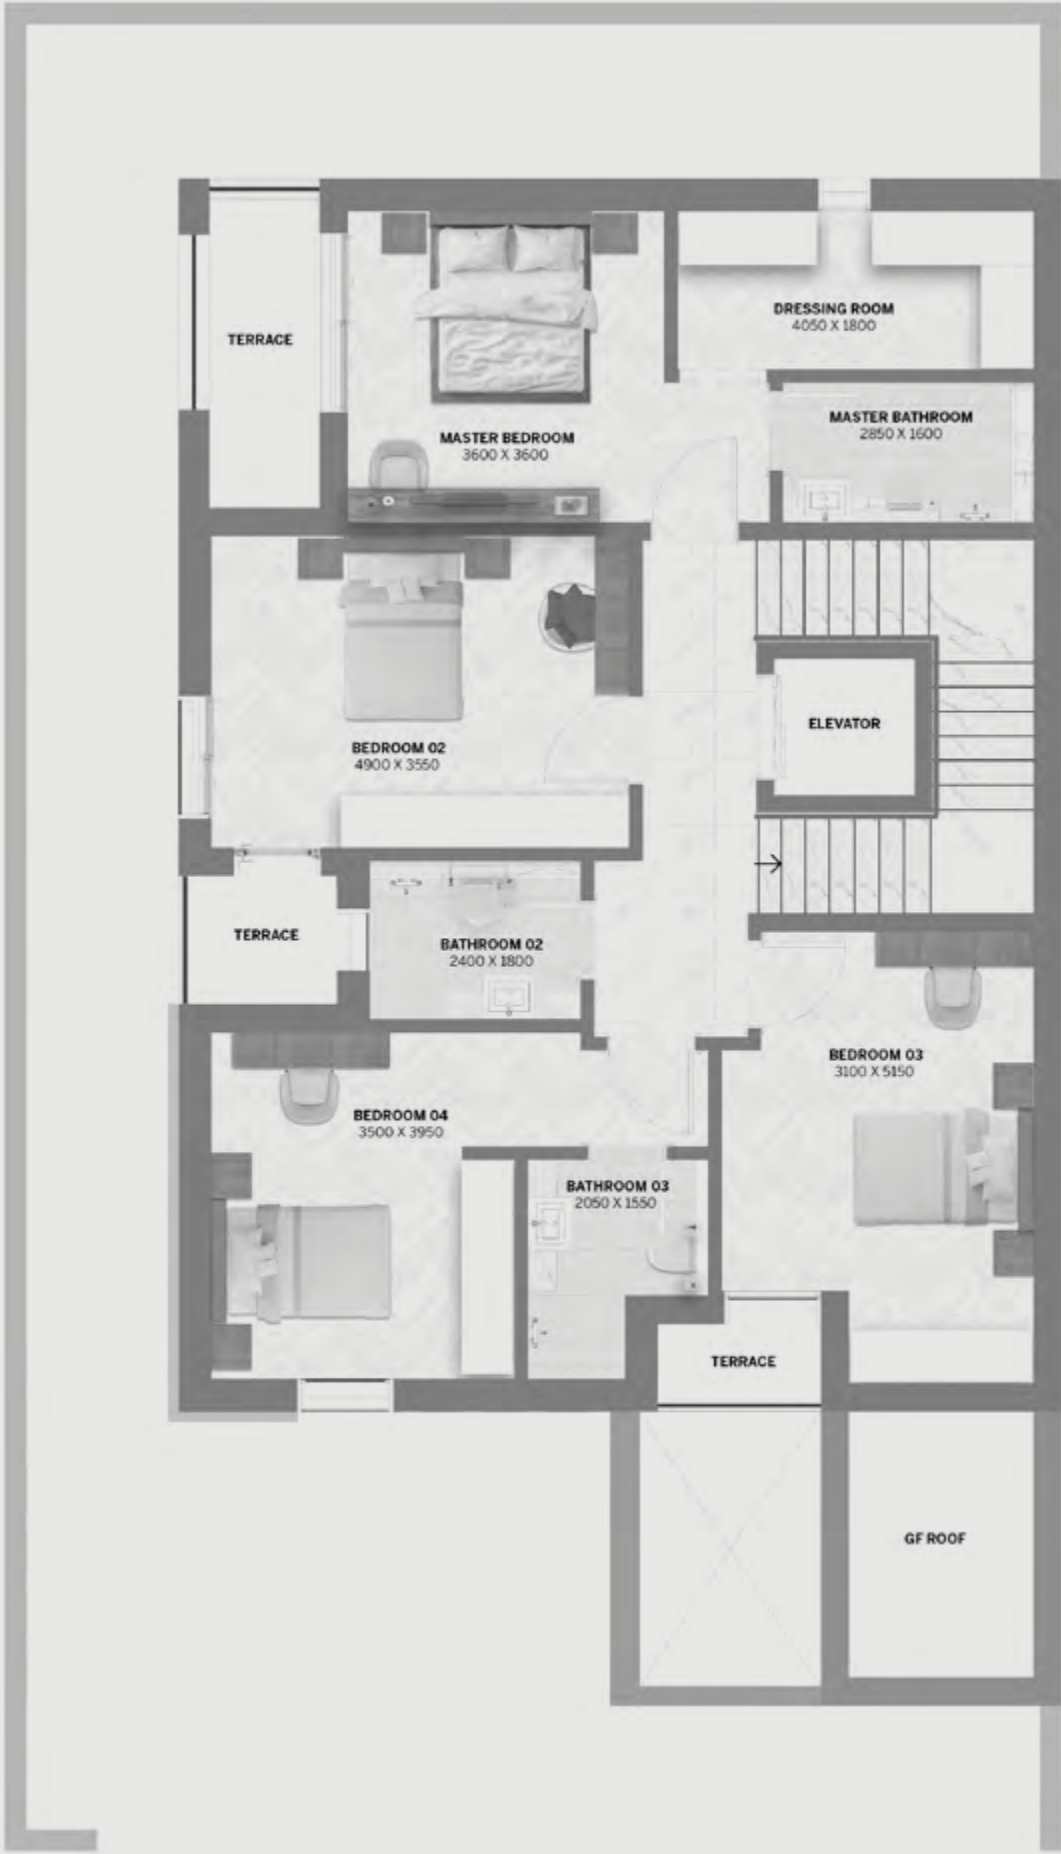 DRESSING ROOM
4050 X 1800
TERRACE
MASTER BATHROOM
2850 X 1600
MASTER BEDROOM
3600 X 3600
ELEVATOR
BEDROOM 02
4900 X 3550
TERRACE
BATHROOM 02
2400 X 1800
BEDROOM 03
3100 X 5150
BEDROOM 04
3500 X 3950
BATHROOM 03
2050 X 1550
TERRACE
GF ROOF